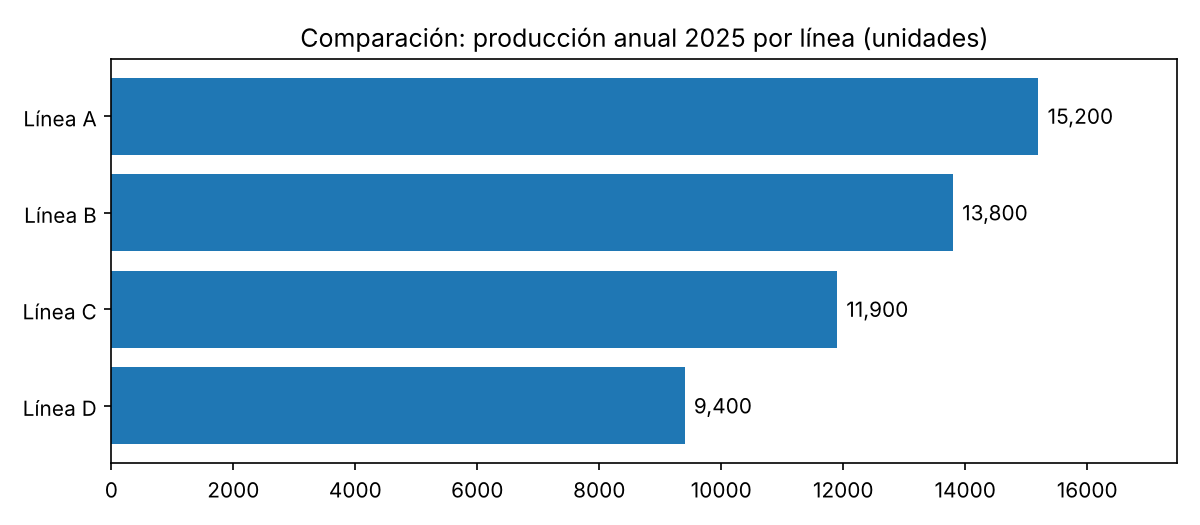 Comparación: producción anual 2025 por línea (unidades)
Línea A 15,200
Línea B 13,800
Línea C 11,900
Línea D 9,400
0 2000 4000 6000 8000 10000 12000 14000 16000